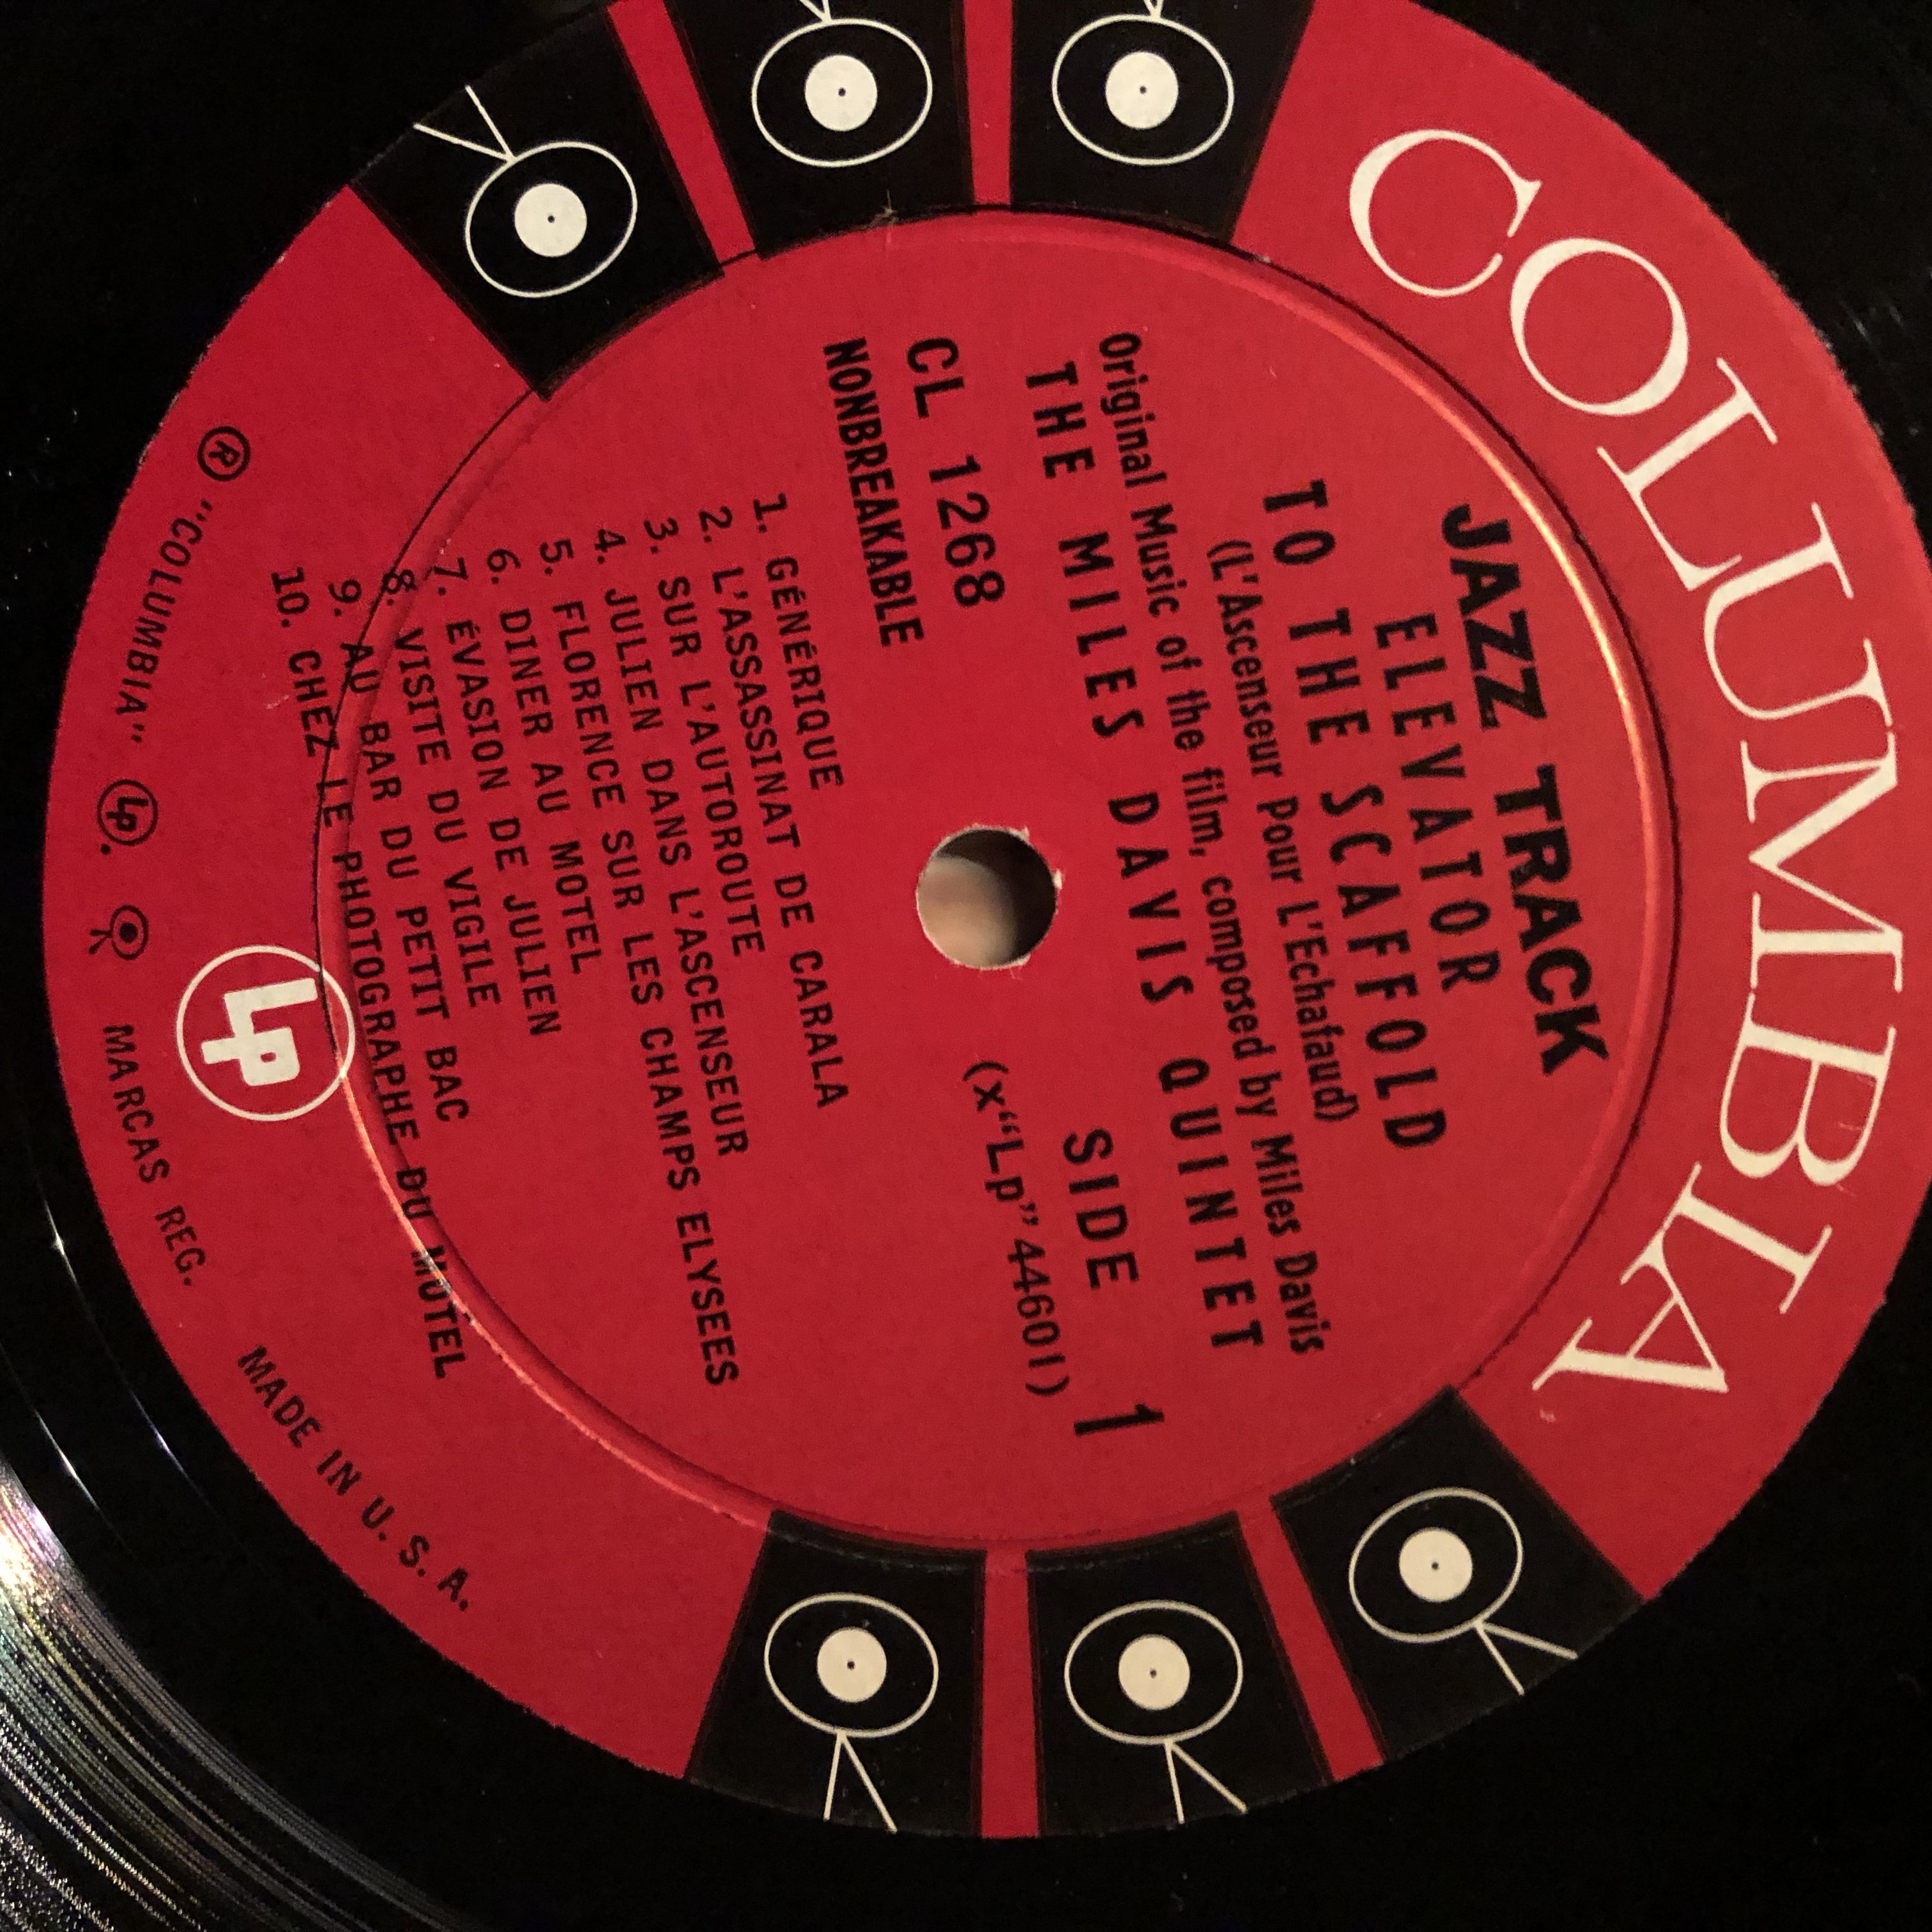 COLUMBIA
JAZZ TRACK
ELEVATOR
TO THE SCAFFOLD
(L'Ascenseur Pour L'Echafaud)
Original Music of the film, composed by Miles Davis
THE MILES DAVIS QUINTET
CL 1268
SIDE 1
NONBREAKABLE
(x“Lp” 44601)
1. GÉNÉRIQUE
2. L'ASSASSINAT DE CARALA
3. SUR L'AUTOROUTE
4. JULIEN DANS L'ASCENSEUR
5. FLORENCE SUR LES CHAMPS ELYSEES
6. DINER AU MOTEL
7. ÉVASION DE JULIEN
8. VISITE DU VIGILE
9. AU BAR DU PETIT BAC
10. CHEZ LE PHOTOGRAPHE DU MOTEL
Lp
® "COLUMBIA" Lp. MARCAS REG. MADE IN U. S. A.